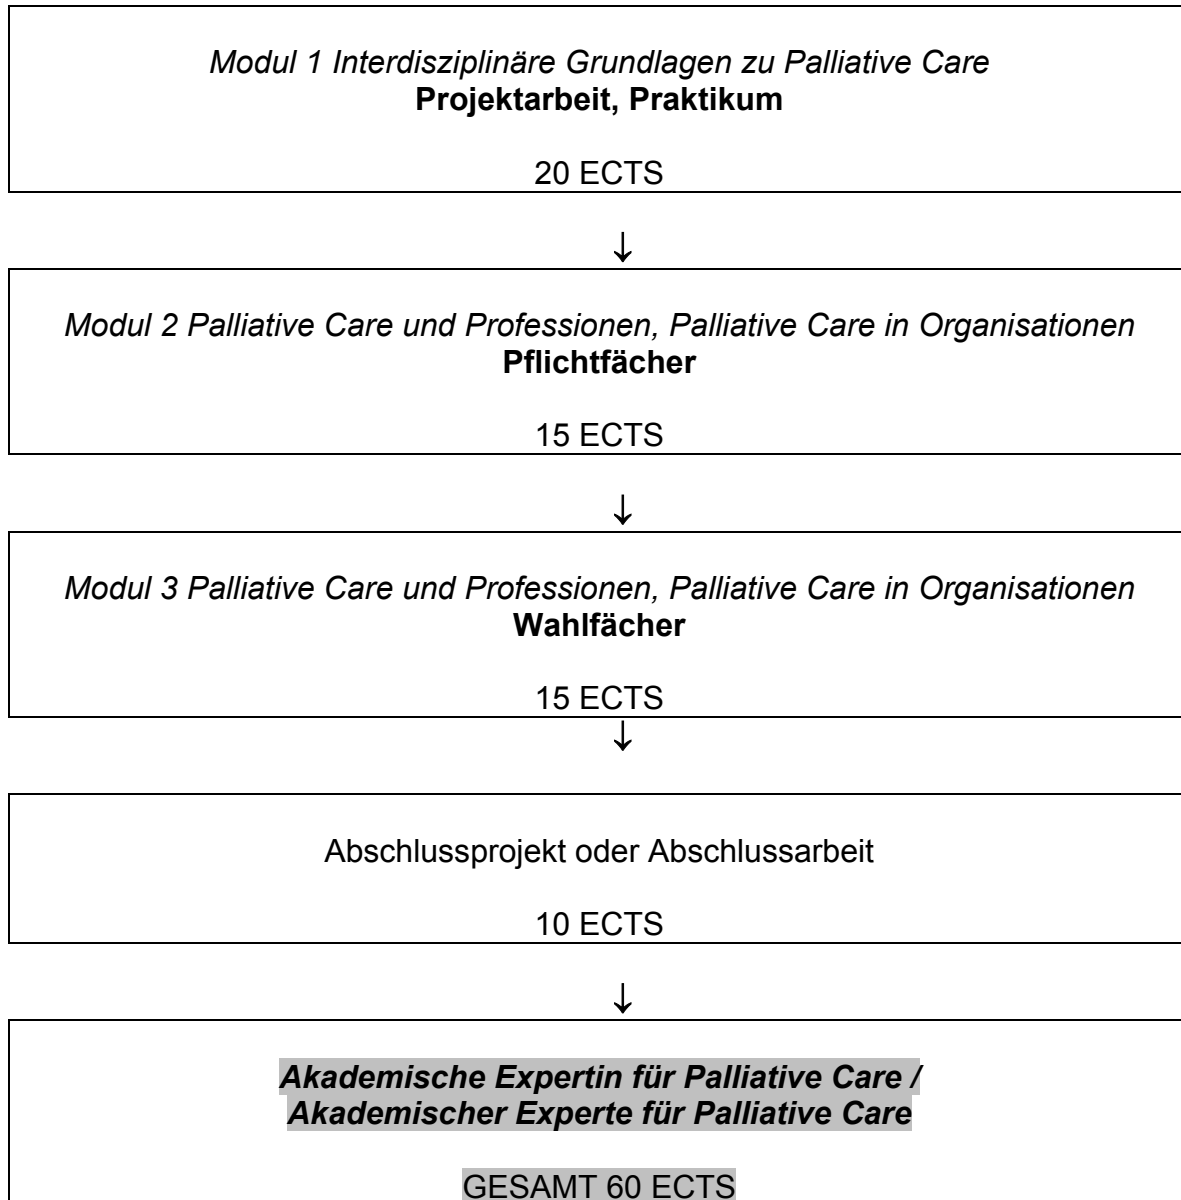 Modul 1 Interdisziplinäre Grundlagen zu Palliative Care
Projektarbeit, Praktikum
20 ECTS
↓
Modul 2 Palliative Care und Professionen, Palliative Care in Organisationen
Pflichtfächer
15 ECTS
↓
Modul 3 Palliative Care und Professionen, Palliative Care in Organisationen
Wahlfächer
15 ECTS
↓
Abschlussprojekt oder Abschlussarbeit
10 ECTS
↓
Akademische Expertin für Palliative Care /
Akademischer Experte für Palliative Care
GESAMT 60 ECTS